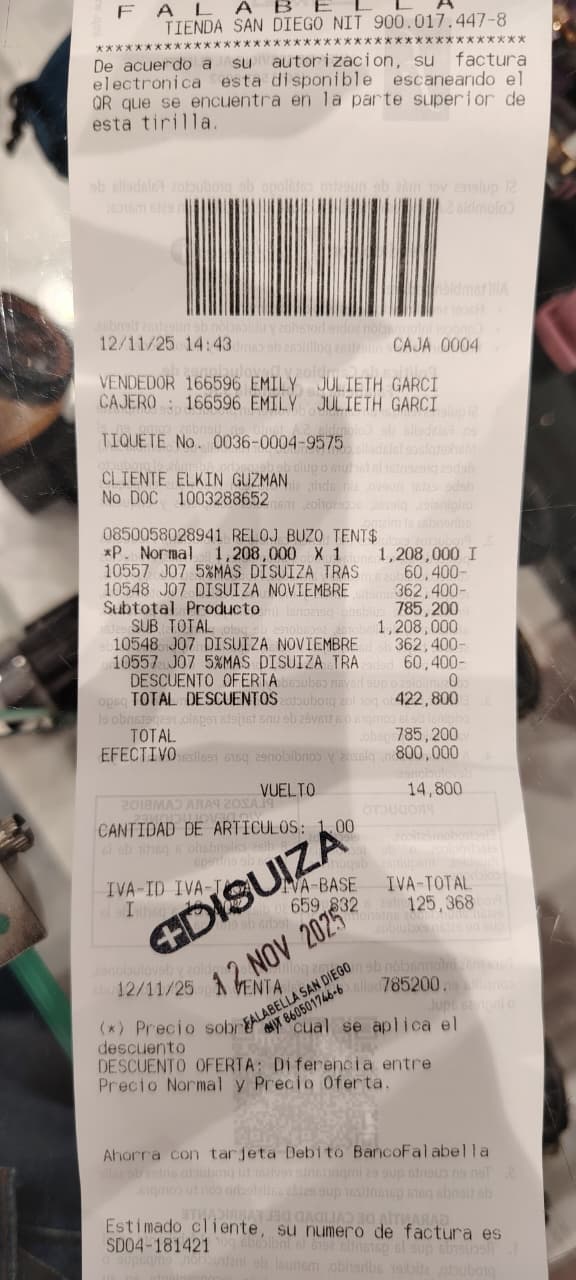 F A L A B E L L A
TIENDA SAN DIEGO NIT 900.017.447-8
******************************************
De acuerdo a su autorizacion, su factura
electronica esta disponible escaneando el
QR que se encuentra en la parte superior de
esta tirilla.
12/11/25 14:43 CAJA 0004
VENDEDOR 166596 EMILY JULIETH GARCI
CAJERO : 166596 EMILY JULIETH GARCI
TIQUETE No. 0036-0004-9575
CLIENTE ELKIN GUZMAN
No DOC 1003288652
0850058028941 RELOJ BUZO TENT$
*P. Normal 1,208,000 X 1 1,208,000 I
10557 J07 5%MAS DISUIZA TRAS 60,400-
10548 J07 DISUIZA NOVIEMBRE 362,400-
Subtotal Producto 785,200
SUB TOTAL 1,208,000
10548 J07 DISUIZA NOVIEMBRE 362,400-
10557 J07 5%MAS DISUIZA TRA 60,400-
DESCUENTO OFERTA 0
TOTAL DESCUENTOS 422,800
TOTAL 785,200
EFECTIVO 800,000
VUELTO 14,800
CANTIDAD DE ARTICULOS: 1.00
IVA-ID IVA-TASA IVA-BASE IVA-TOTAL
I 659,832 125,368
DISUIZA
12 NOV 2025
FALABELLA SAN DIEGO
NIT 860501746-6
12/11/25 VENTA 785200.
(*) Precio sobre cual se aplica el
descuento
DESCUENTO OFERTA: Diferencia entre
Precio Normal y Precio Oferta.
Ahorra con tarjeta Debito BancoFalabella
Estimado cliente, su numero de factura es
SD04-181421